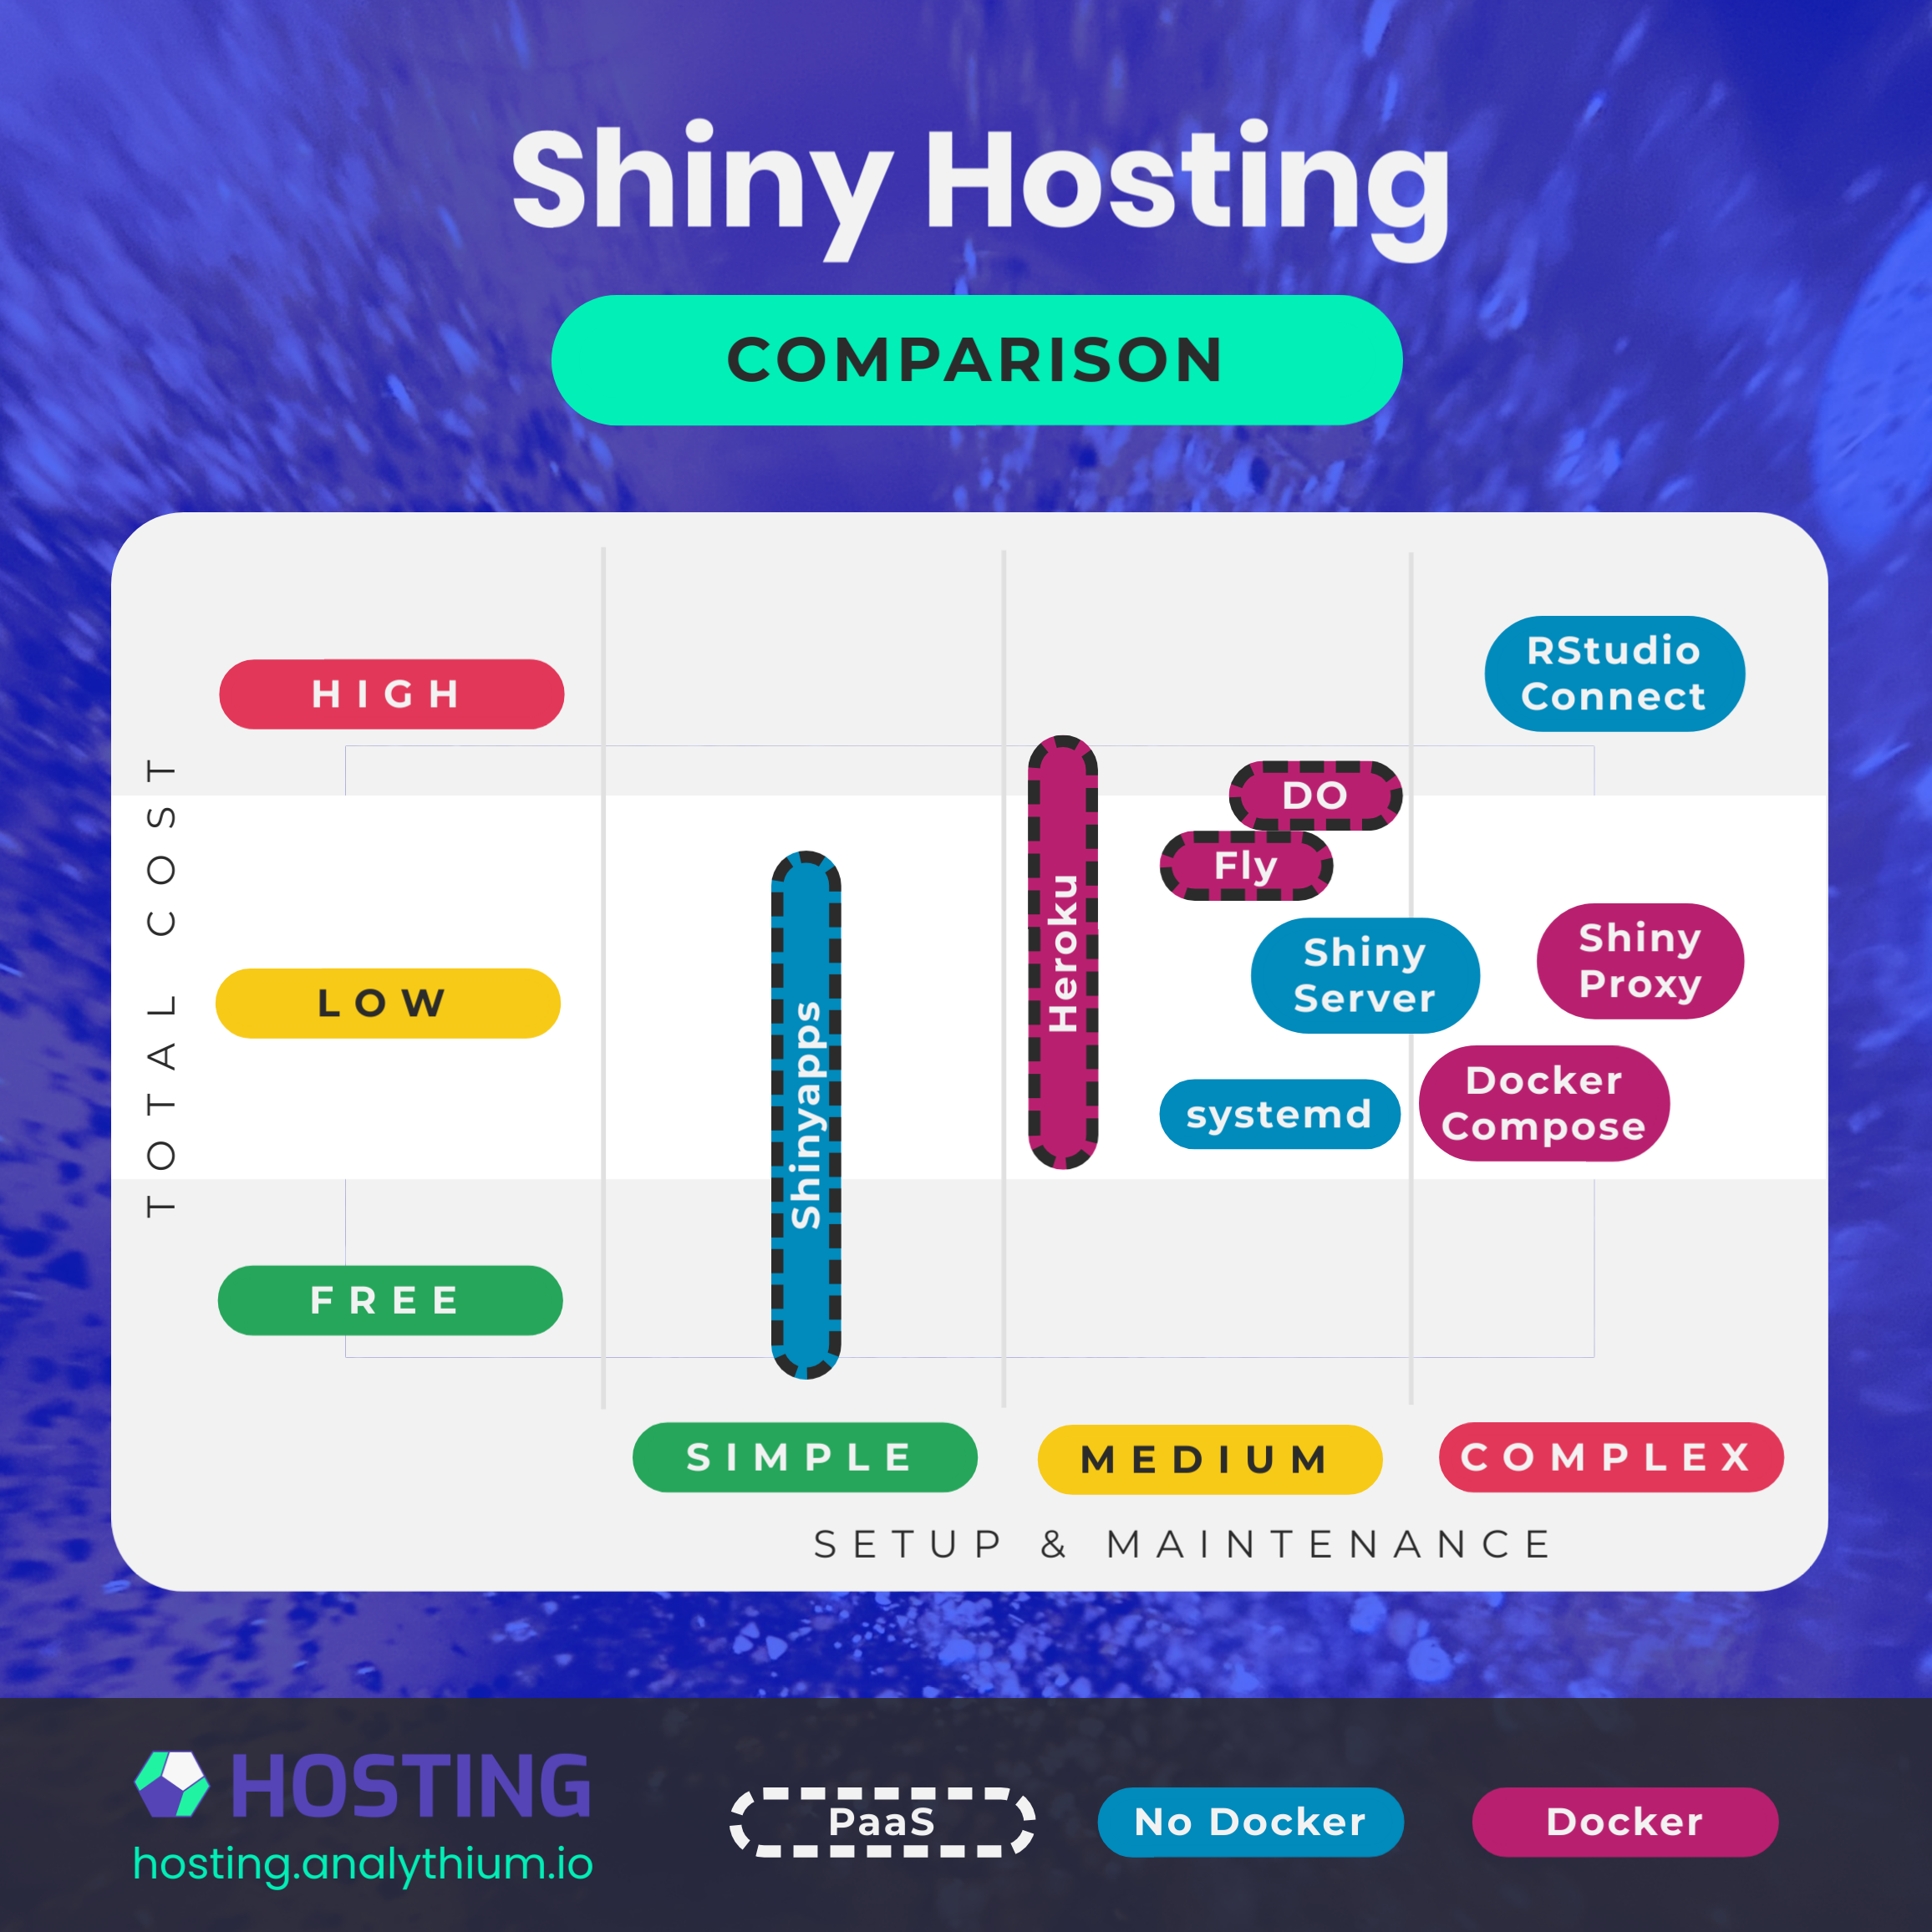 Shiny Hosting
COMPARISON
TOTAL COST
HIGH
LOW
FREE
RStudio
Connect
DO
Fly
Heroku
Shinyapps
Shiny
Server
Shiny
Proxy
systemd
Docker
Compose
SIMPLE
MEDIUM
COMPLEX
SETUP & MAINTENANCE
HOSTING
hosting.analythium.io
PaaS
No Docker
Docker